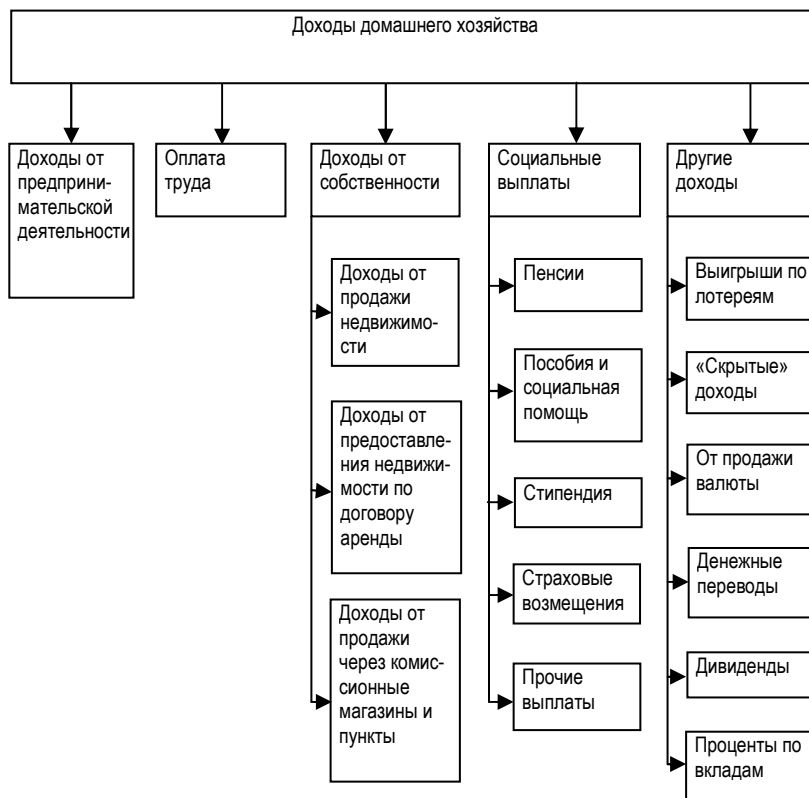 Доходы домашнего хозяйства
Доходы от
предприни-
мательской
деятельности
Оплата
труда
Доходы от
собственности
Социальные
выплаты
Другие
доходы
Доходы от
продажи
недвижимо-
сти
Доходы от
предоставле-
ния недвижи-
мости по
договору
аренды
Доходы от
продажи
через комис-
сионные
магазины и
пункты
Пенсии
Пособия и
социальная
помощь
Стипендия
Страховые
возмещения
Прочие
выплаты
Выигрыши по
лотереям
«Скрытые»
доходы
От продажи
валюты
Денежные
переводы
Дивиденды
Проценты по
вкладам